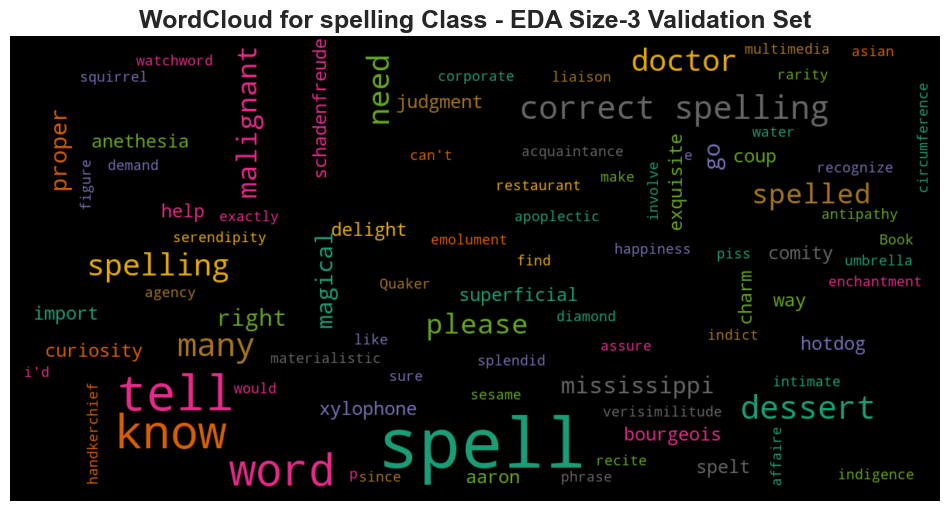 WordCloud for spelling Class - EDA Size-3 Validation Set
watchword
squirrel
malignant
schadenfreude
need
corporate
liaison
doctor
multimedia
asian
rarity
judgment
correct spelling
circumference
proper
anethesia
demand
figure
can't
acquaintance
water
exquisite
e
go
coup
recognize
restaurant
make
involve
spelled
help
exactly
apoplectic
antipathy
serendipity
delight
emolument
happiness
Book
spelling
magical
find
piss
comity
umbrella
agency
Quaker
superficial
charm
way
enchantment
import
right
please
diamond
indict
hotdog
curiosity
many
like
assure
materialistic
splendid
i'd
tell
would
sure
sesame
mississippi
intimate
handkerchief
know
xylophone
spell
verisimilitude
dessert
bourgeois
affaire
word
p
since
aaron
recite
phrase
spelt
indigence